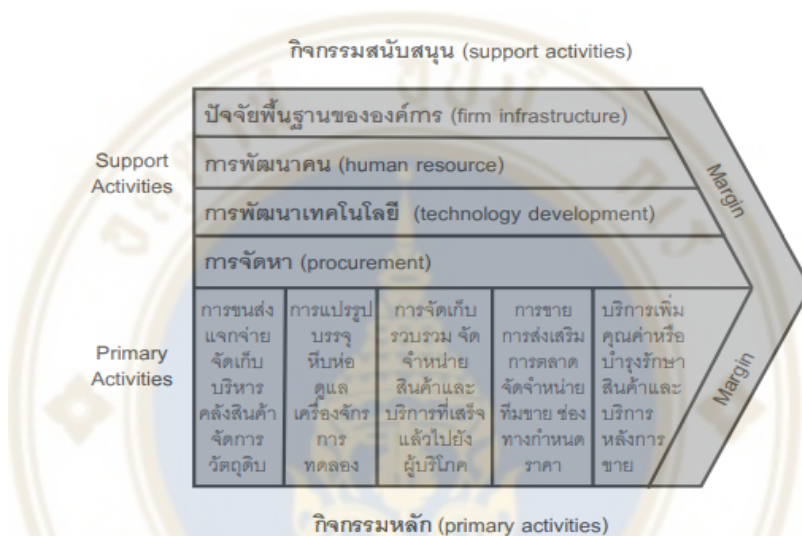 กิจกรรมสนับสนุน (support activities)
Support
Activities
ปัจจัยพื้นฐานขององค์การ (firm infrastructure)
การพัฒนาคน (human resource)
การพัฒนาเทคโนโลยี (technology development)
การจัดหา (procurement)
Margin
Primary
Activities
การขนส่ง
แจกจ่าย
จัดเก็บ
บริหาร
คลังสินค้า
จัดการ
วัตถุดิบ
การแปรรูป
บรรจุ
หีบห่อ
ดูแล
เครื่องจักร
การ
ทดลอง
การจัดเก็บ
รวบรวม จัด
จำหน่าย
สินค้าและ
บริการที่เสร็จ
แล้วไปยัง
ผู้บริโภค
การขาย
การส่งเสริม
การตลาด
จัดจำหน่าย
ทีมขาย ช่อง
ทางกำหนด
ราคา
บริการเพิ่ม
คุณค่าหรือ
บำรุงรักษา
สินค้าและ
บริการ
หลังการ
ขาย
Margin
กิจกรรมหลัก (primary activities)